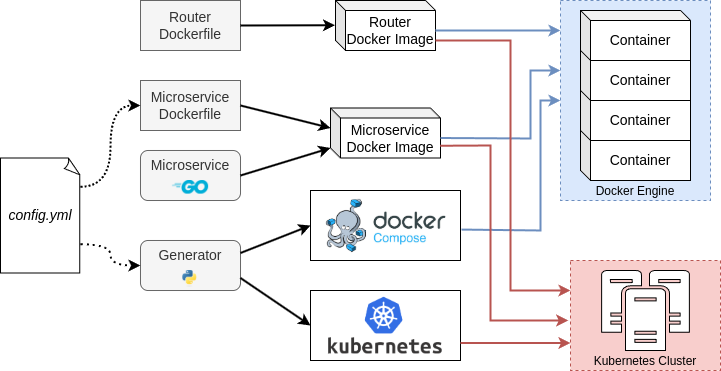 Router
Dockerfile
Router
Docker Image
Container
Container
Container
Container
Docker Engine
Microservice
Dockerfile
Microservice
Docker Image
Microservice
GO
config.yml
Generator
docker
Compose
kubernetes
Kubernetes Cluster